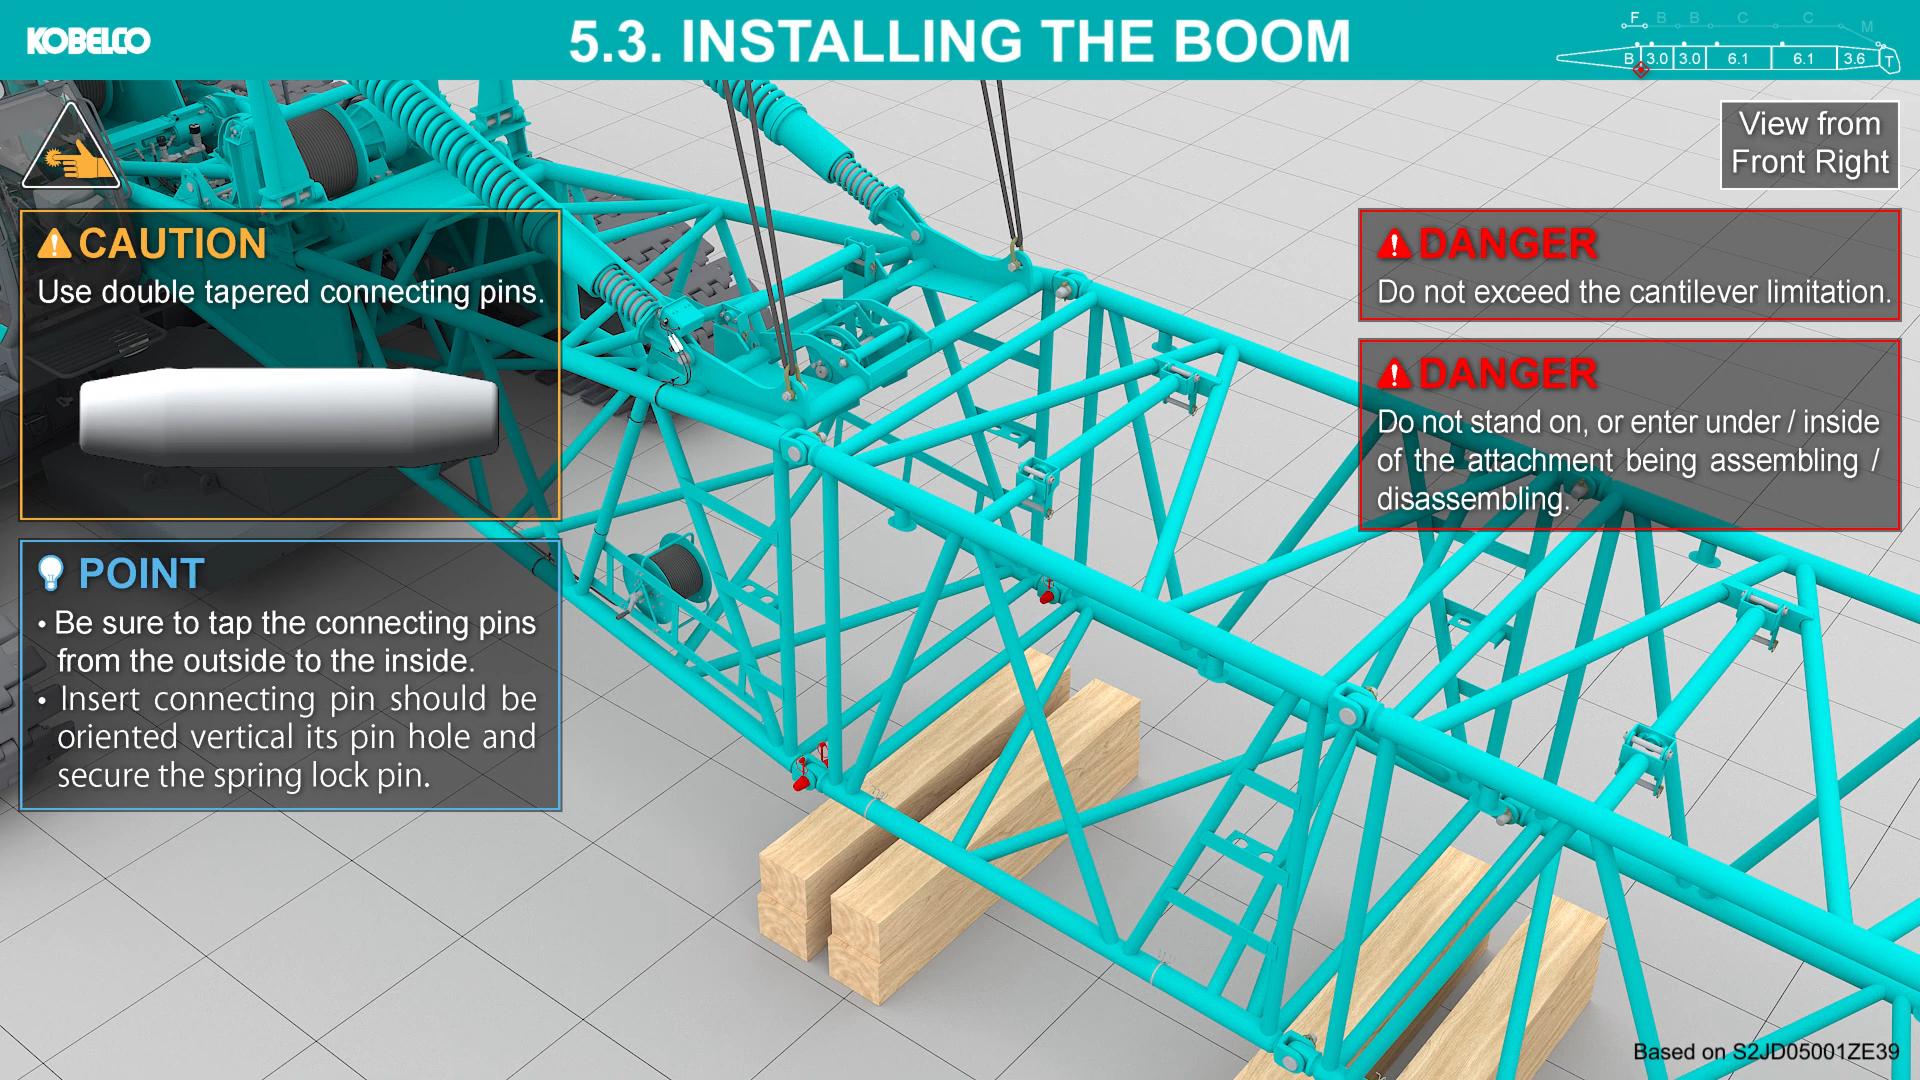 KOBELCO
5.3. INSTALLING THE BOOM
F B B C C M
B 3.0 3.0 6.1 6.1 3.6 T
View from
Front Right
CAUTION
Use double tapered connecting pins.
POINT
• Be sure to tap the connecting pins
from the outside to the inside.
• Insert connecting pin should be
oriented vertical its pin hole and
secure the spring lock pin.
DANGER
Do not exceed the cantilever limitation.
DANGER
Do not stand on, or enter under / inside
of the attachment being assembling /
disassembling.
Based on S2JD05001ZE39